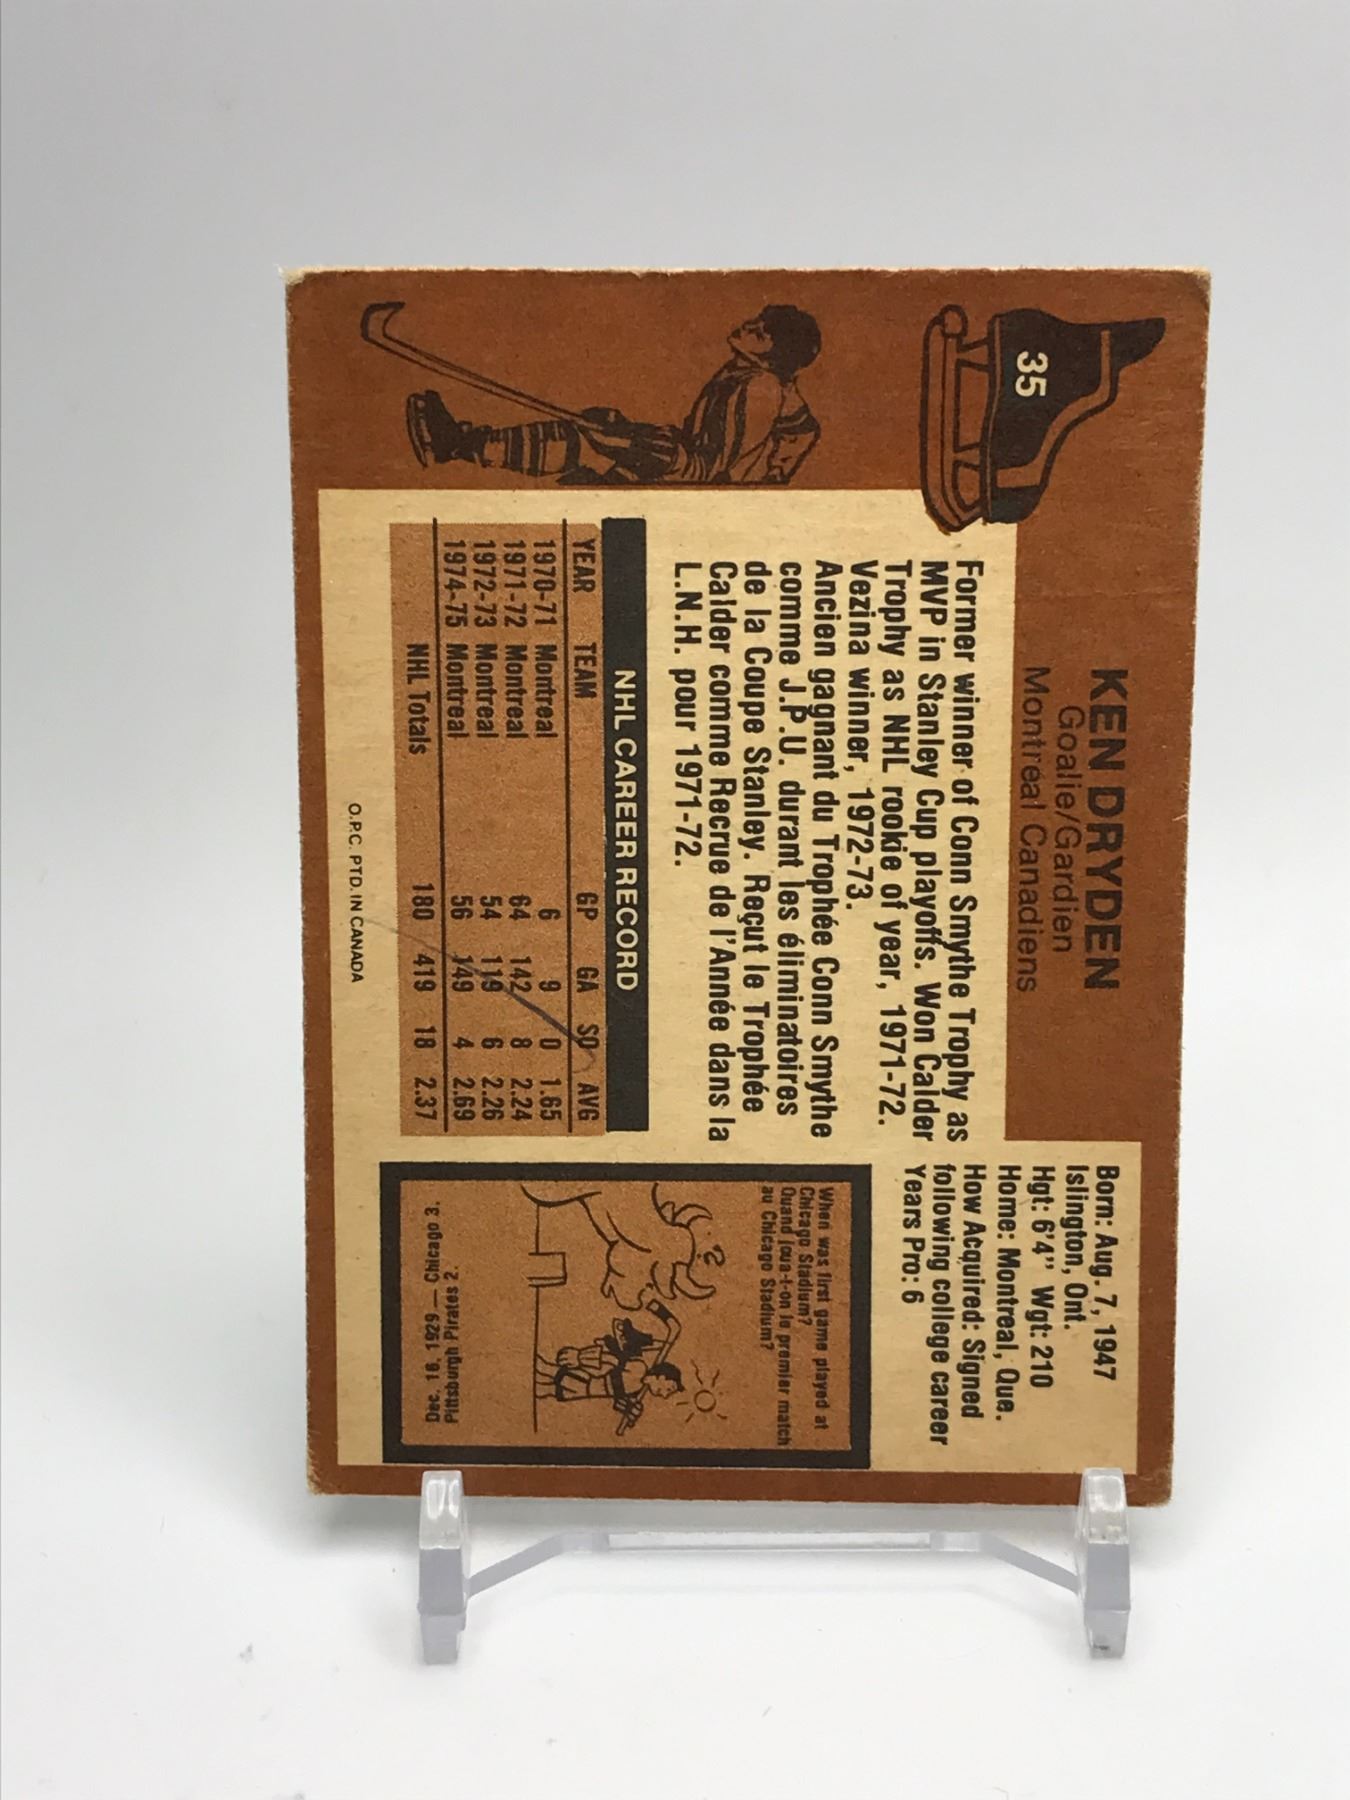 35
KEN DRYDEN
Goalie/Gardien
Montreal Canadiens
Former winner of Conn Smythe Trophy as
MVP in Stanley Cup playoffs. Won Calder
Trophy as NHL rookie of year, 1971-72.
Vezina winner, 1972-73.
Ancien gagnant du Trophée Conn Smythe
comme J.P.U. durant les éliminatoires
de la Coupe Stanley. Reçut le Trophée
Calder comme Recrue de l'Année dans la
L.N.H. pour 1971-72.
NHL CAREER RECORD
YEAR TEAM GP GA SO AVG
1970-71 Montreal 6 9 0 1.65
1971-72 Montreal 64 142 8 2.24
1972-73 Montreal 54 119 6 2.26
1974-75 Montreal 56 149 4 2.69
NHL Totals 180 419 18 2.37
O.P.C. PTD. IN CANADA
Born: Aug. 7, 1947
Islington, Ont.
Hgt: 6'4" Wgt: 210
Home: Montreal, Que.
How Acquired: Signed
following college career
Years Pro: 6
When was first game played at
Chicago Stadium?
Quand joua-t-on le premier match
au Chicago Stadium?
Dec. 16, 1929 — Chicago 3.
Pittsburgh Pirates 2.